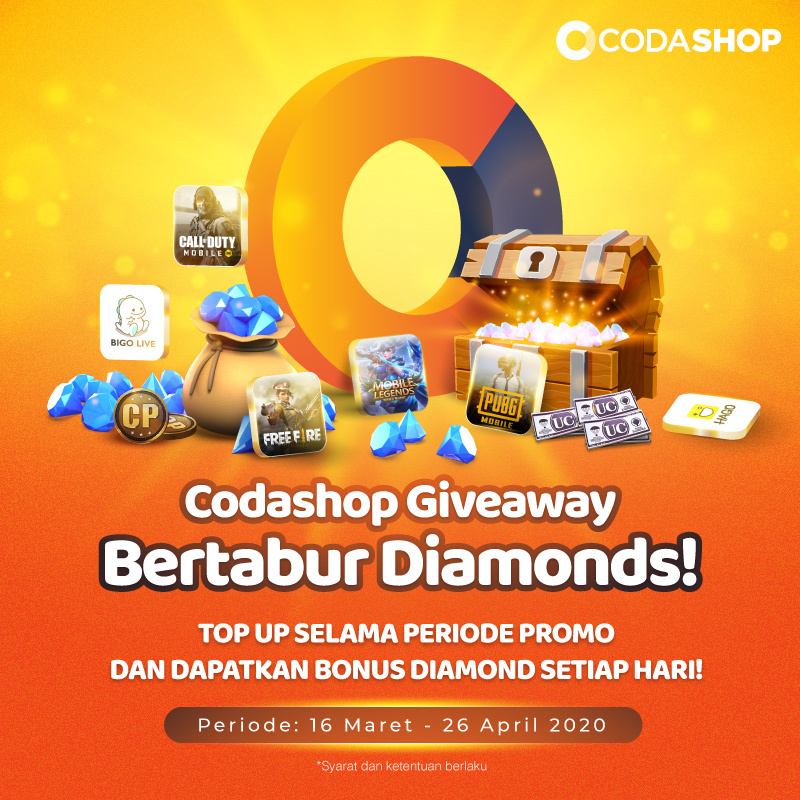 CODASHOP
CALL OF DUTY
MOBILE
BIGO LIVE
CP
FREE FIRE
MOBILE
LEGENDS
PUBG
MOBILE
UC
UC
UC
HAGO
Codashop Giveaway
Bertabur Diamonds!
TOP UP SELAMA PERIODE PROMO
DAN DAPATKAN BONUS DIAMOND SETIAP HARI!
Periode: 16 Maret - 26 April 2020
*Syarat dan ketentuan berlaku